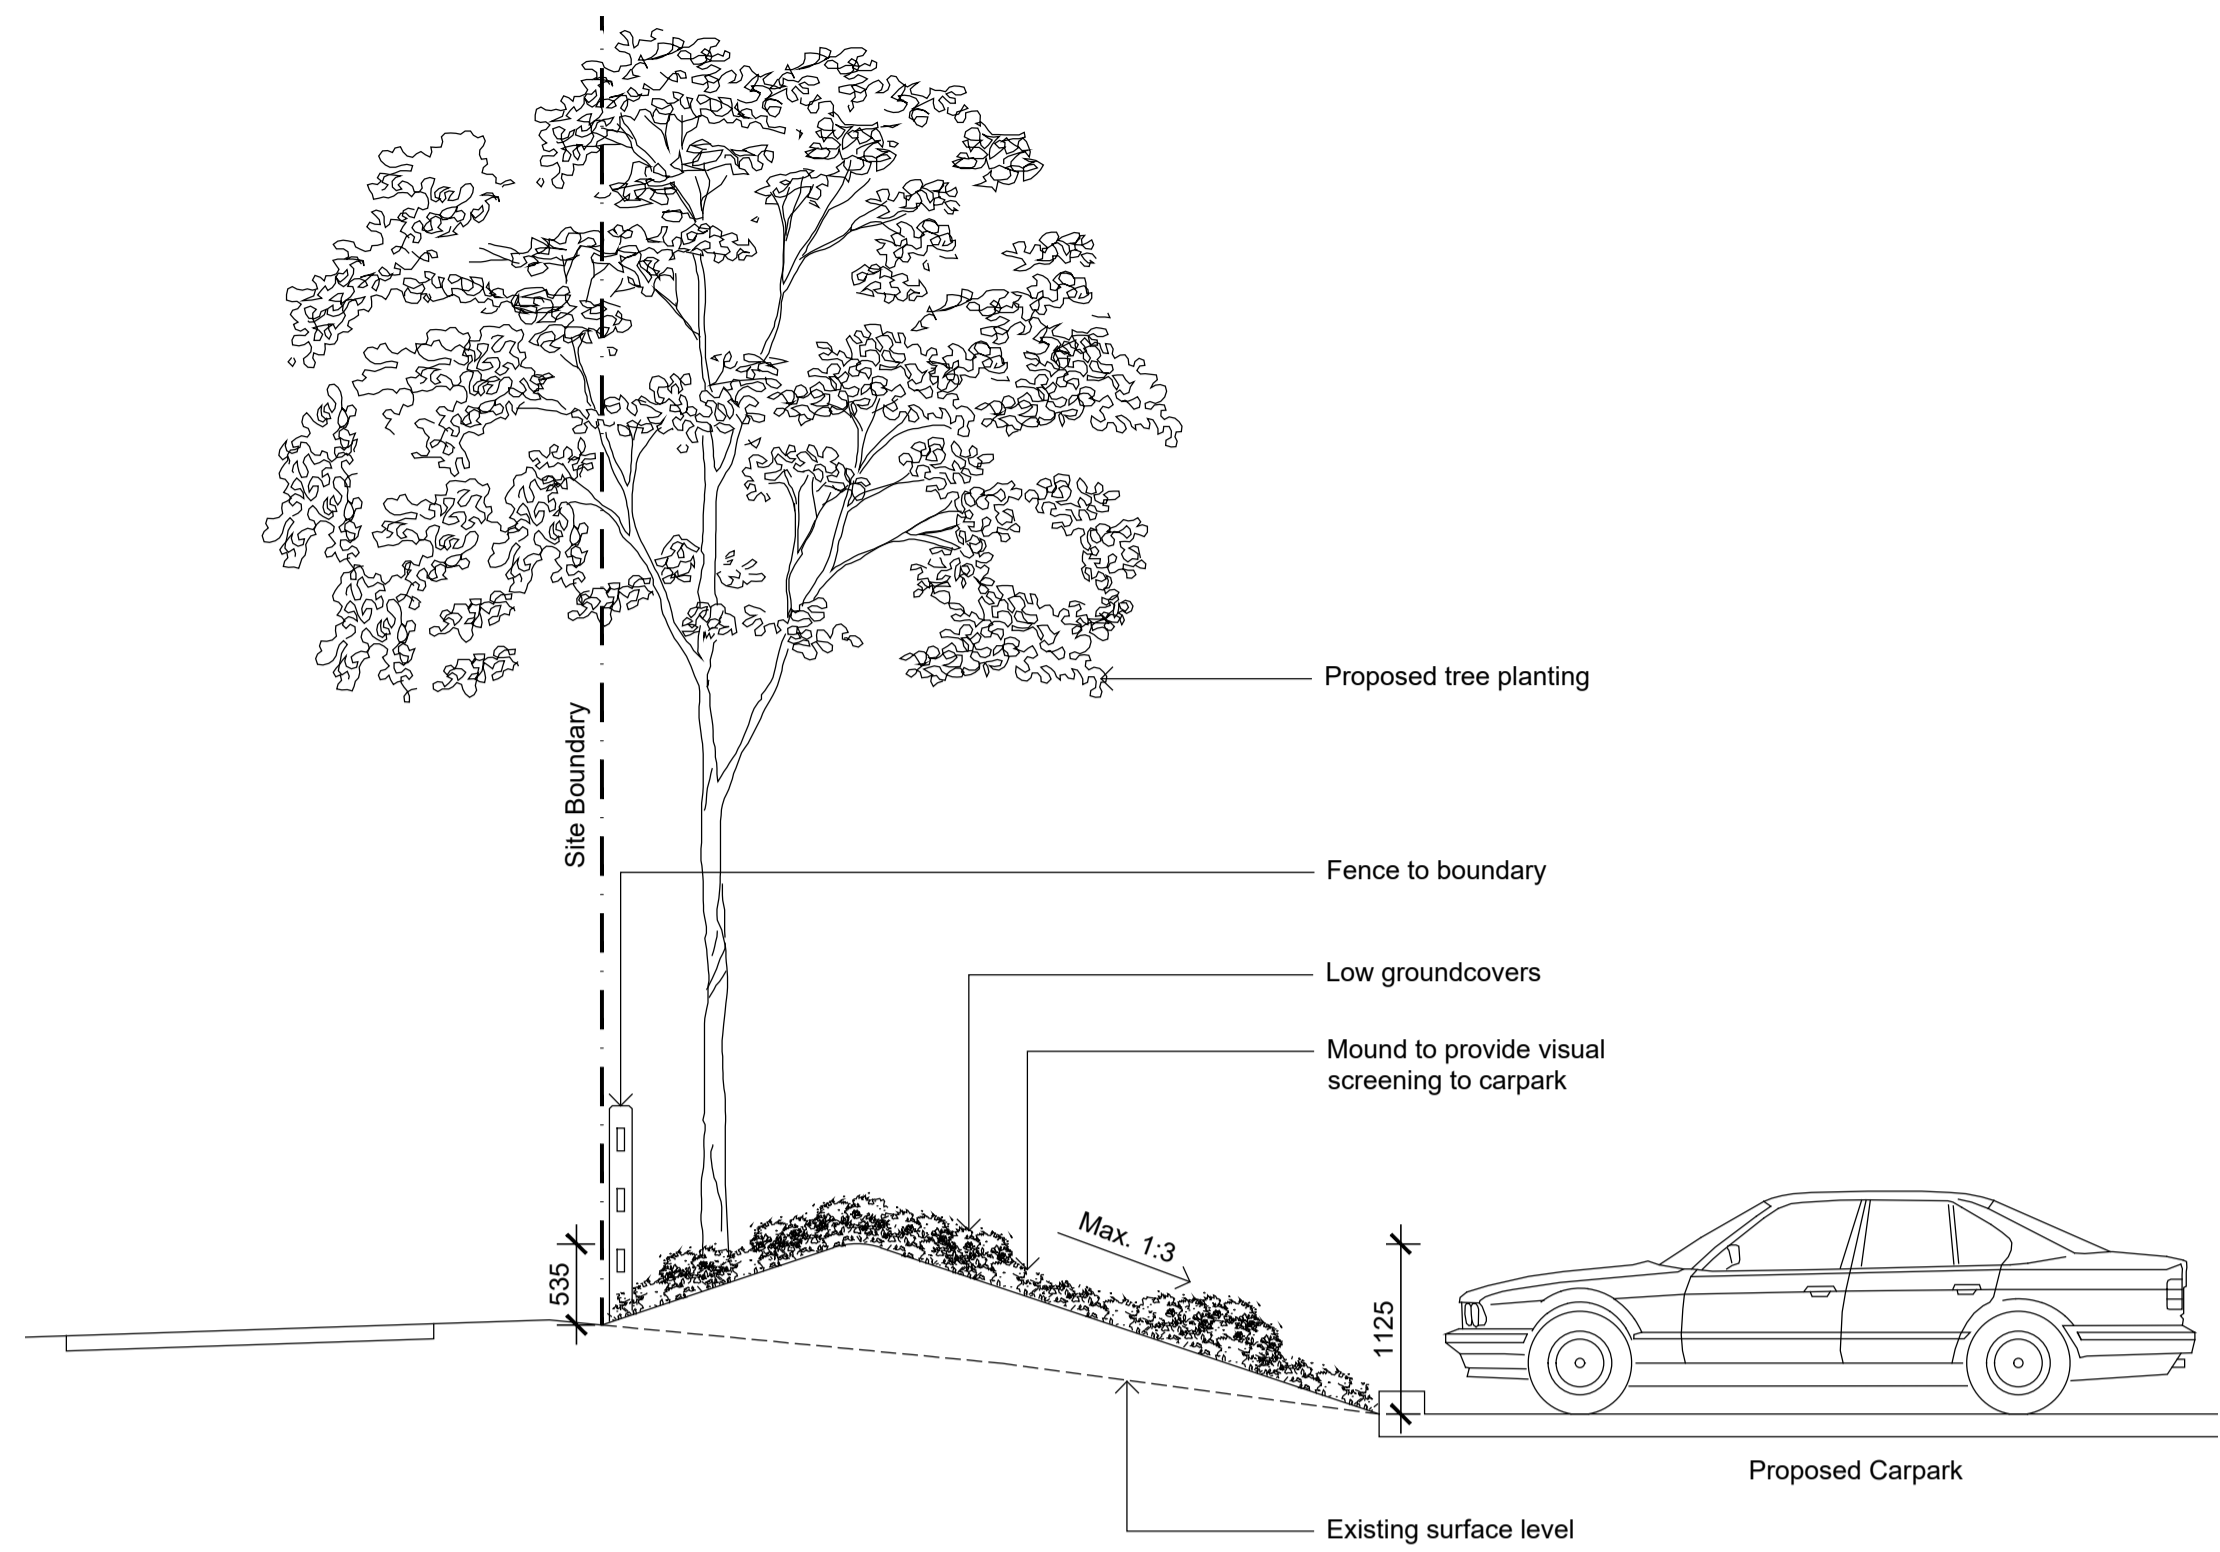 Site Boundary
Proposed tree planting
Fence to boundary
Low groundcovers
Mound to provide visual
screening to carpark
Max. 1:3
535
1125
Proposed Carpark
Existing surface level